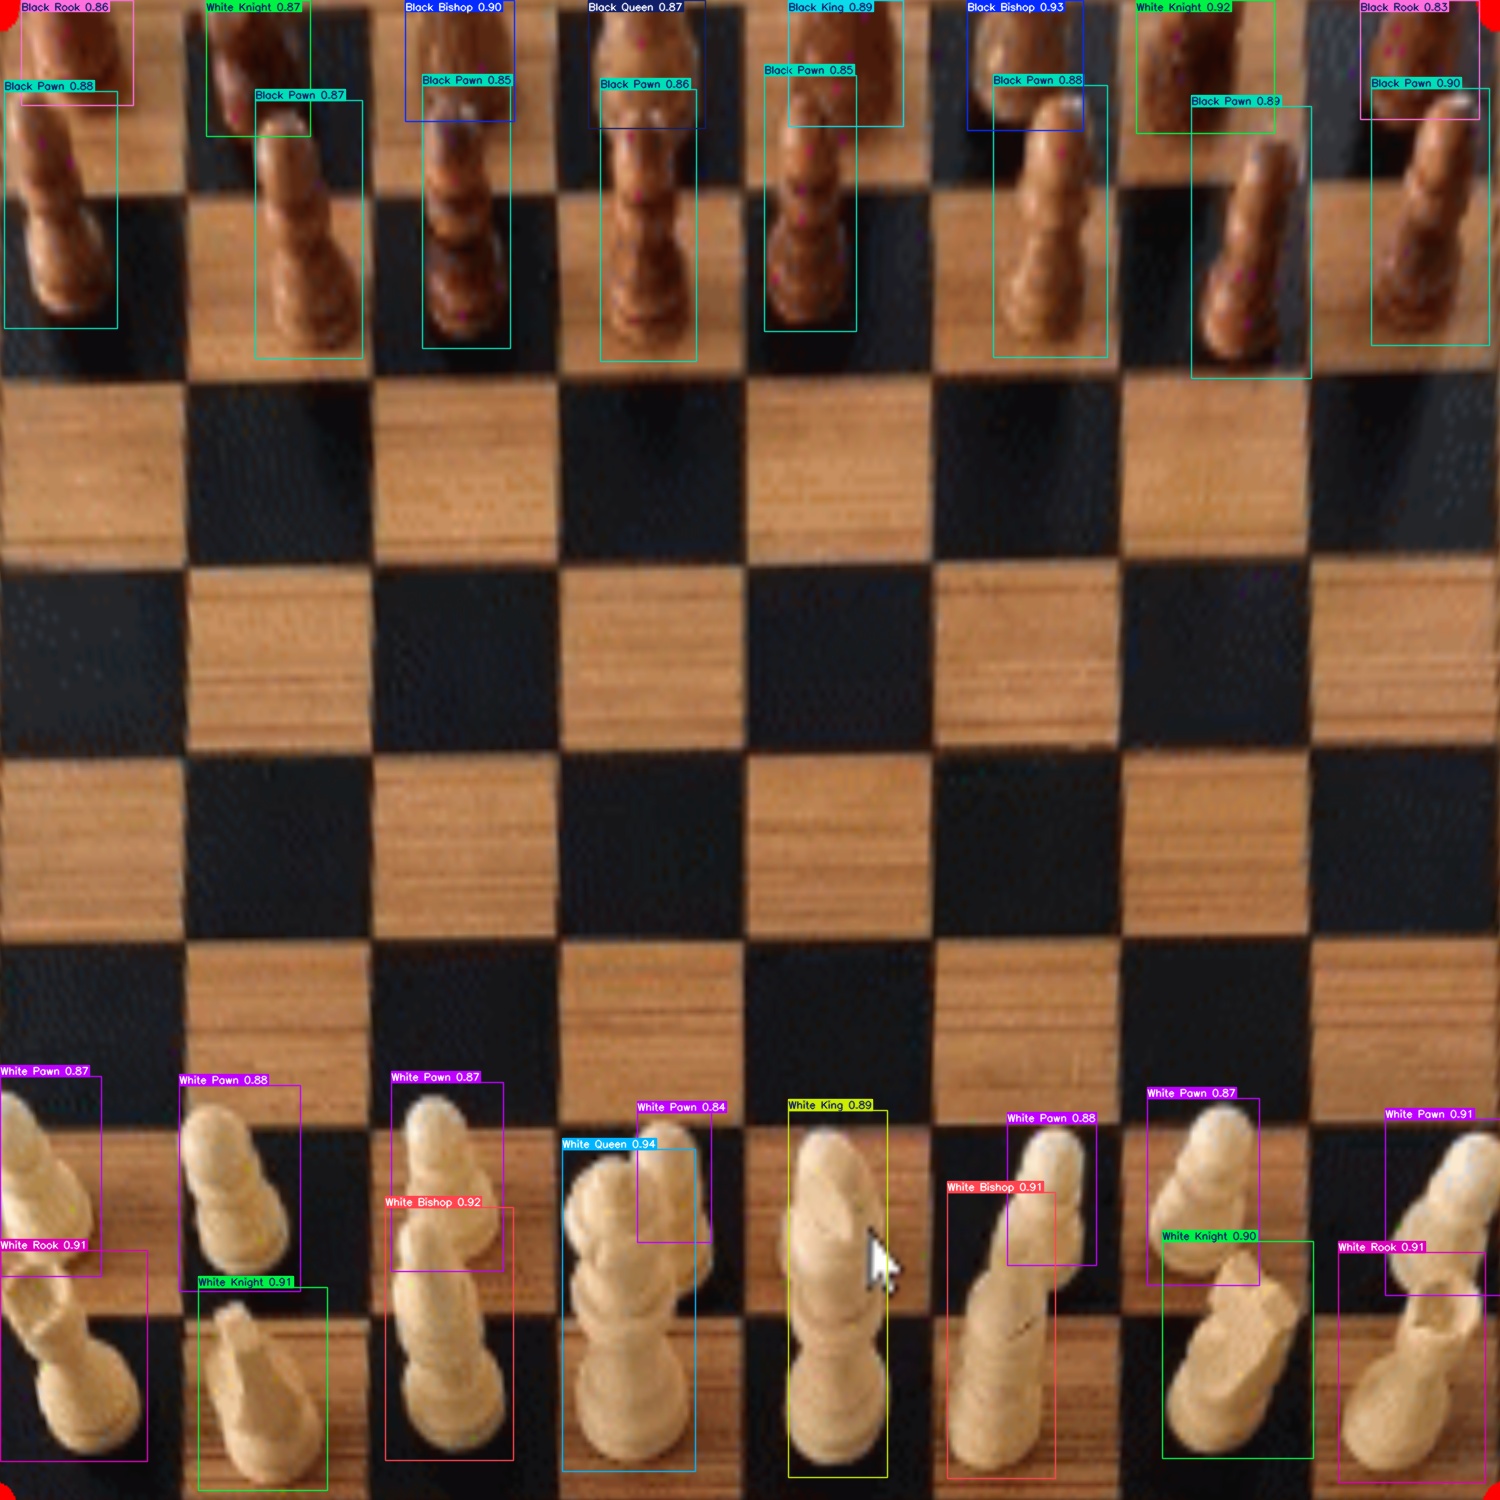 Black Rook 0.86
White Knight 0.87
Black Bishop 0.90
Black Queen 0.87
Black King 0.89
Black Bishop 0.93
White Knight 0.92
Black Rook 0.83
Black Pawn 0.88
Black Pawn 0.87
Black Pawn 0.85
Black Pawn 0.86
Black Pawn 0.85
Black Pawn 0.88
Black Pawn 0.89
Black Pawn 0.90
White Pawn 0.87
White Pawn 0.88
White Pawn 0.87
White Pawn 0.84
White King 0.89
White Pawn 0.88
White Pawn 0.87
White Pawn 0.91
White Queen 0.94
White Bishop 0.92
White Bishop 0.91
White Rook 0.91
White Knight 0.91
White Knight 0.90
White Rook 0.91